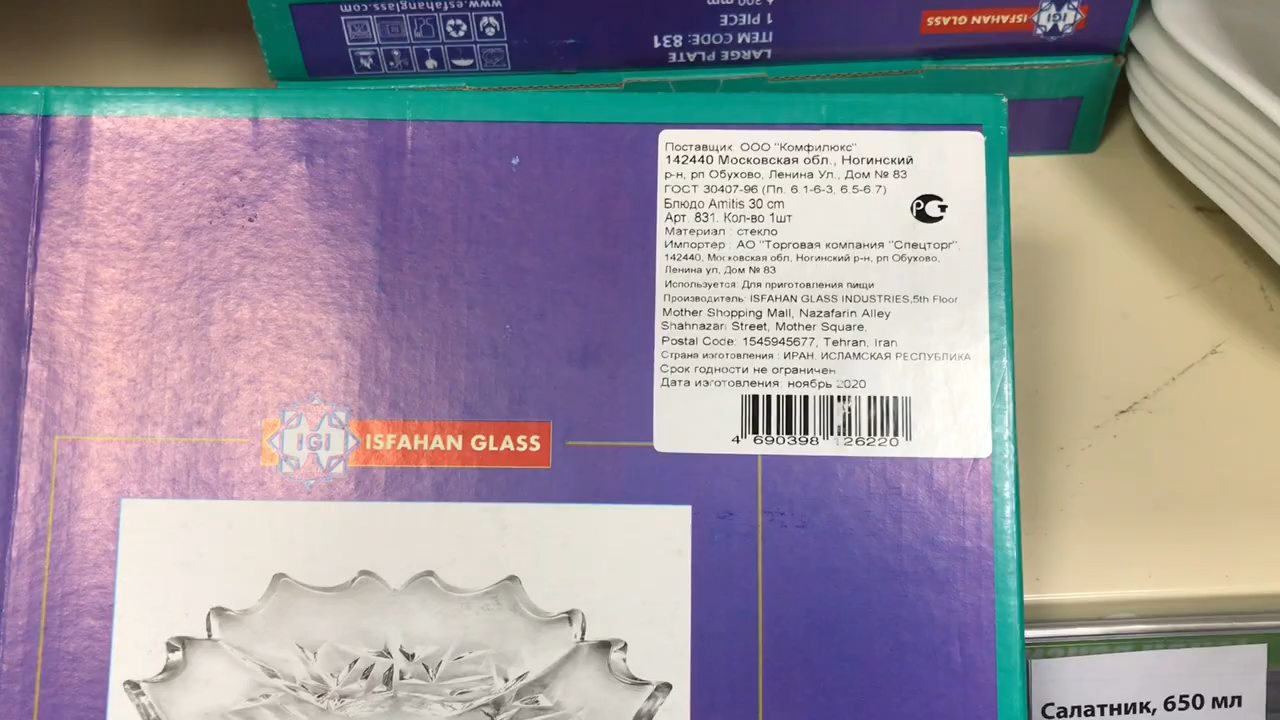 www.esfahanglass.com
1 PIECE
ITEM CODE: 831
LARGE PLATE
IGI ISFAHAN GLASS
Поставщик ООО "Комфилюкс"
142440 Московская обл., Ногинский
р-н, рп Обухово, Ленина Ул., Дом № 83
ГОСТ 30407-96 (Пп. 6.1-6-3, 6.5-6.7)
Блюдо Amitis 30 cm
Арт. 831. Кол-во 1шт
Материал : стекло
Импортер : АО "Торговая компания "Спецторг",
142440, Московская обл, Ногинский р-н, рп Обухово,
Ленина ул, Дом № 83
Используется: Для приготовления пищи
Производитель: ISFAHAN GLASS INDUSTRIES,5th Floor
Mother Shopping Mall, Nazafarin Alley
Shahnazari Street, Mother Square,
Postal Code: 1545945677, Tehran, Iran
Страна изготовления : ИРАН, ИСЛАМСКАЯ РЕСПУБЛИКА
Срок годности не ограничен
Дата изготовления: ноябрь 2020
4 690398 126220
РСТ
IGI ISFAHAN GLASS
Салатник, 650 мл